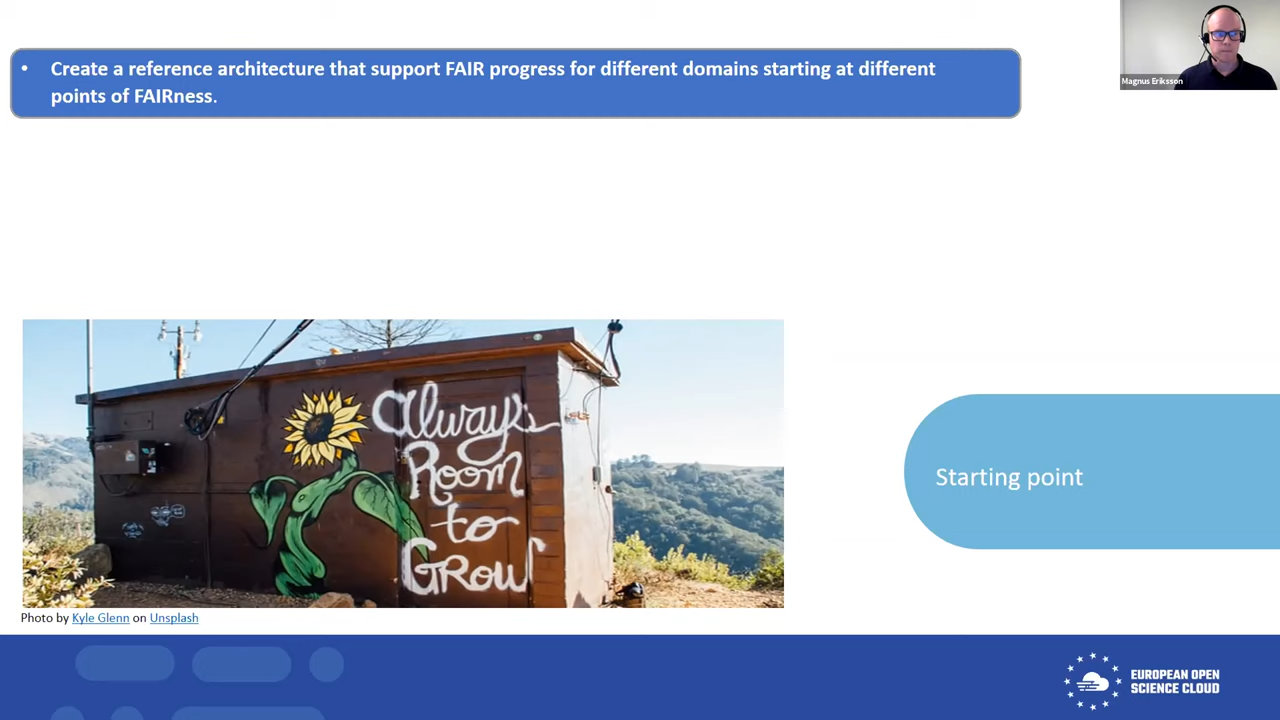 • Create a reference architecture that support FAIR progress for different domains starting at different
points of FAIRness.
Magnus Eriksson
Always
Room
to
Grow
Starting point
Photo by Kyle Glenn on Unsplash
EUROPEAN OPEN
SCIENCE CLOUD